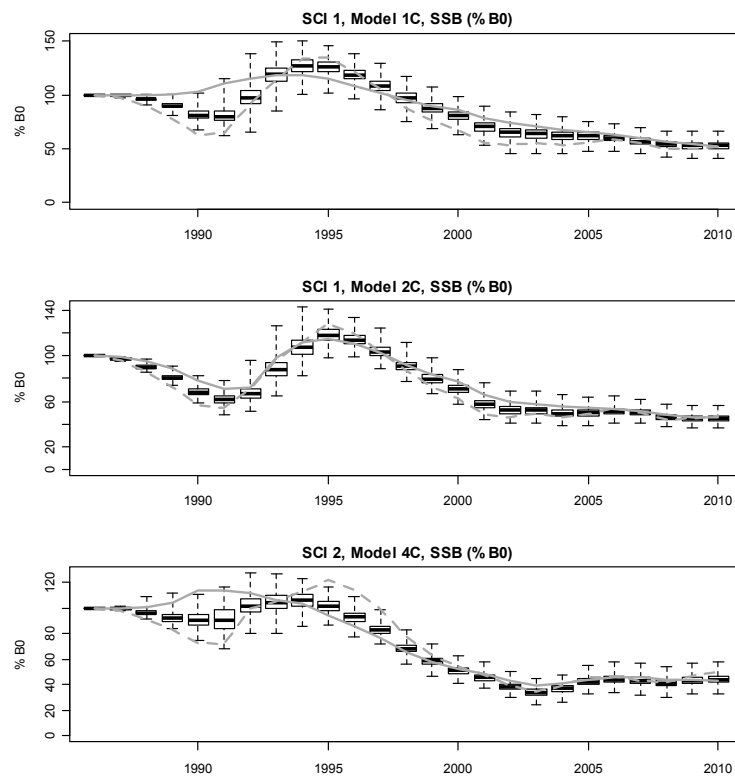 SCI 1, Model 1C, SSB (% B0)
% B0
150
100
50
0
1990 1995 2000 2005 2010
SCI 1, Model 2C, SSB (% B0)
% B0
140
100
60
40
20
0
1990 1995 2000 2005 2010
SCI 2, Model 4C, SSB (% B0)
% B0
120
80
60
40
20
0
1990 1995 2000 2005 2010